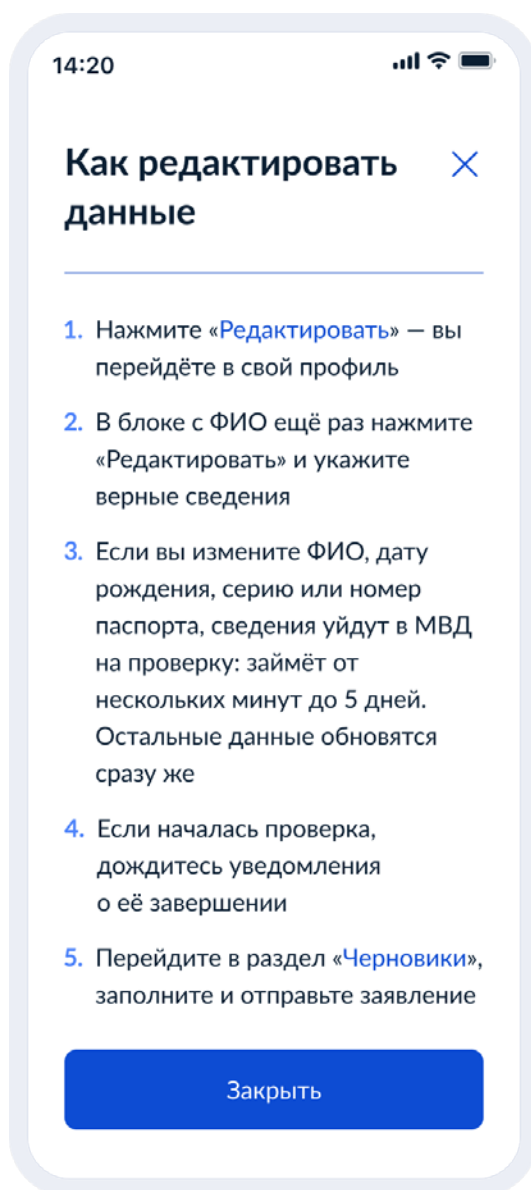 14:20
Как редактировать
данные
1. Нажмите «Редактировать» — вы
перейдёте в свой профиль
2. В блоке с ФИО ещё раз нажмите
«Редактировать» и укажите
верные сведения
3. Если вы измените ФИО, дату
рождения, серию или номер
паспорта, сведения уйдут в МВД
на проверку: займёт от
нескольких минут до 5 дней.
Остальные данные обновятся
сразу же
4. Если началась проверка,
дождитесь уведомления
о её завершении
5. Перейдите в раздел «Черновики»,
заполните и отправьте заявление
Закрыть